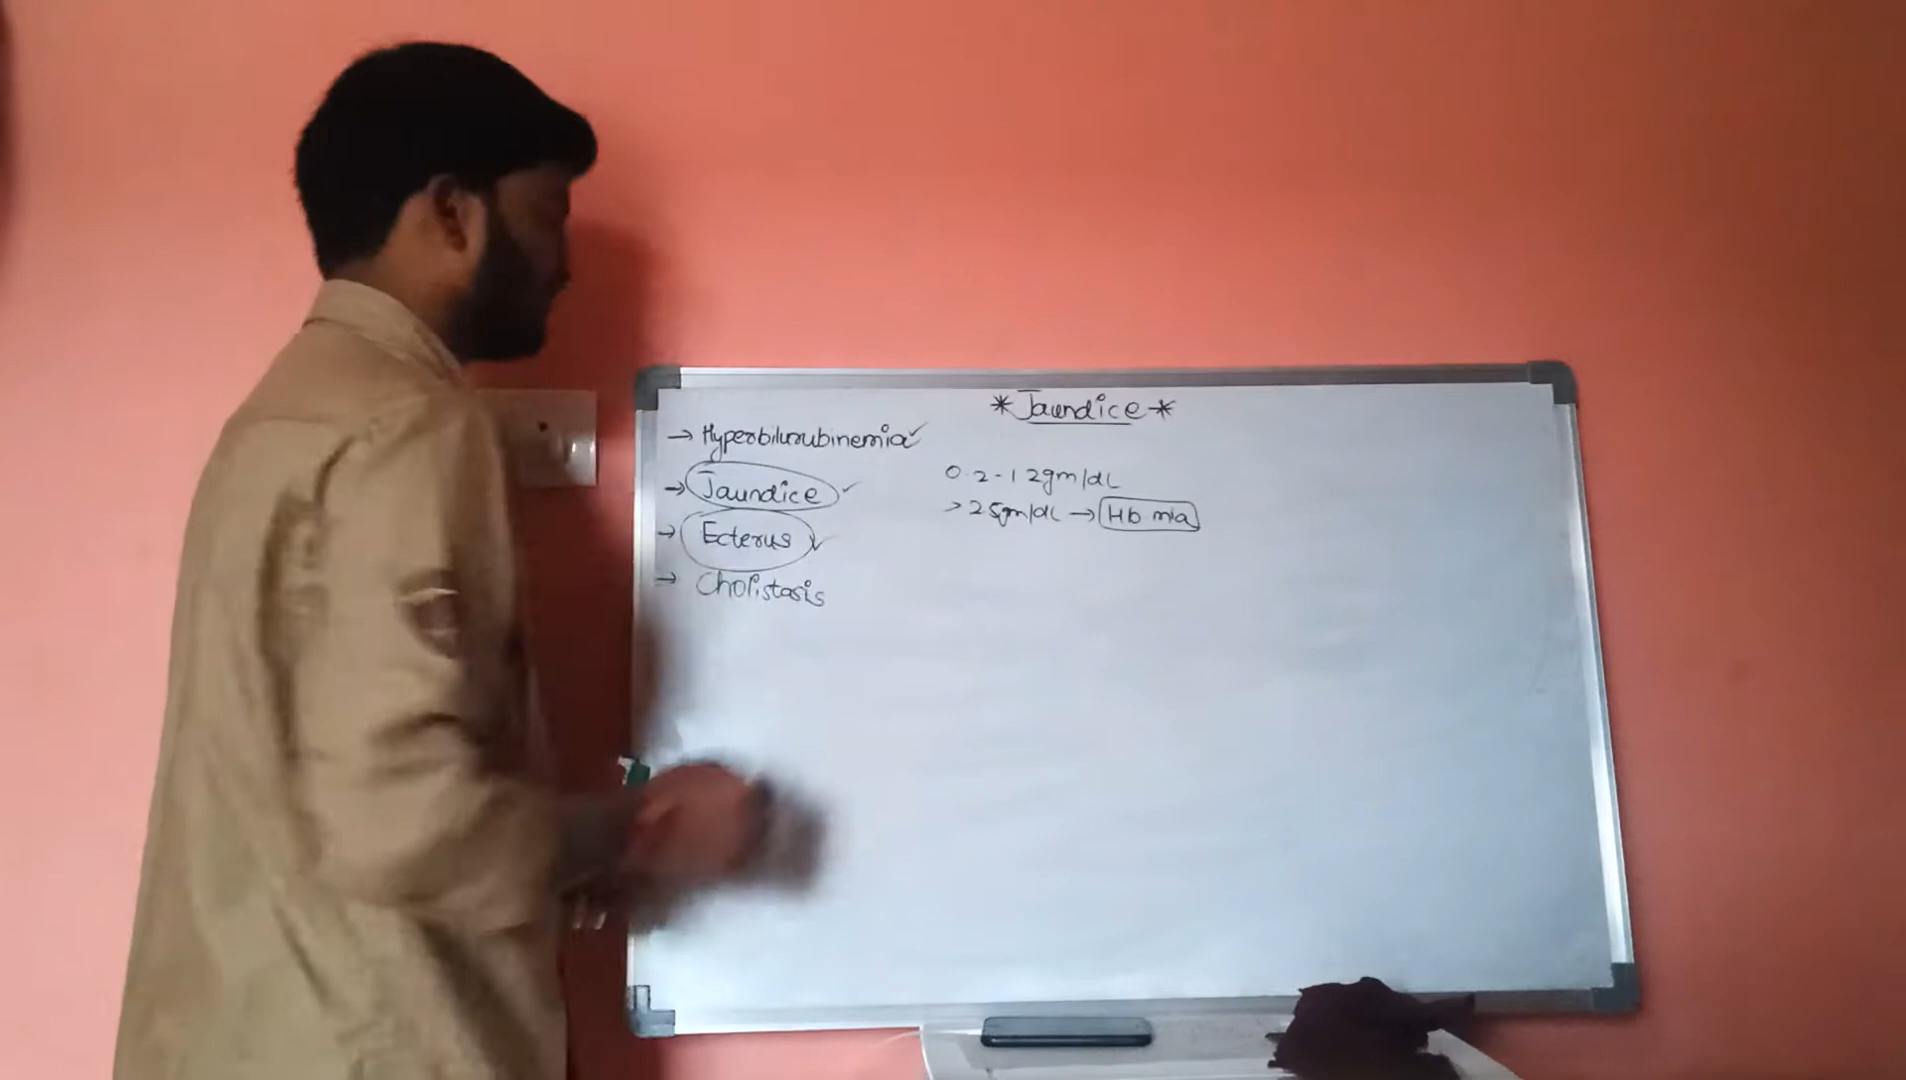 *Jaundice*
→ Hyperbilurubinemia✓
→ Jaundice ✓
→ Ecterus ✓
→ Cholistasis
0.2-1 2gm/dL
>2 5gm/dL → Hb mia